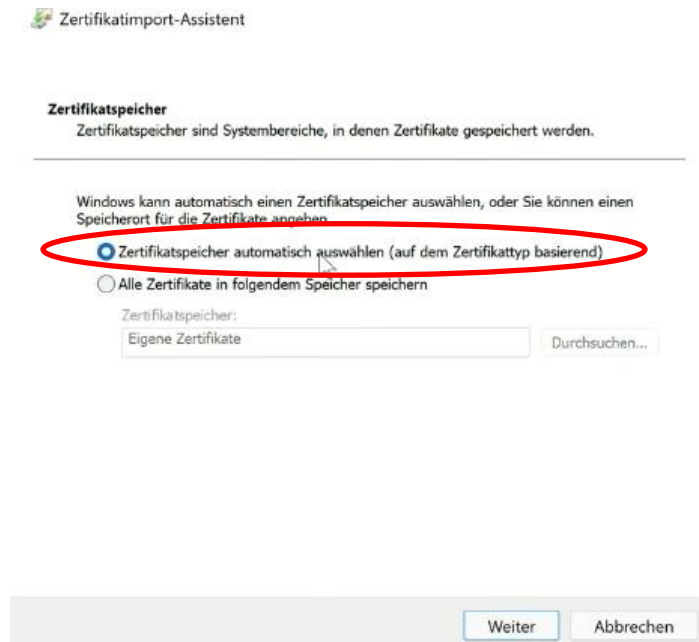 Zertifikatimport-Assistent
Zertifikatspeicher
Zertifikatspeicher sind Systembereiche, in denen Zertifikate gespeichert werden.
Windows kann automatisch einen Zertifikatspeicher auswählen, oder Sie können einen
Speicherort für die Zertifikate angeben.
Zertifikatspeicher automatisch auswählen (auf dem Zertifikattyp basierend)
Alle Zertifikate in folgendem Speicher speichern
Zertifikatspeicher:
Eigene Zertifikate
Durchsuchen...
Weiter
Abbrechen